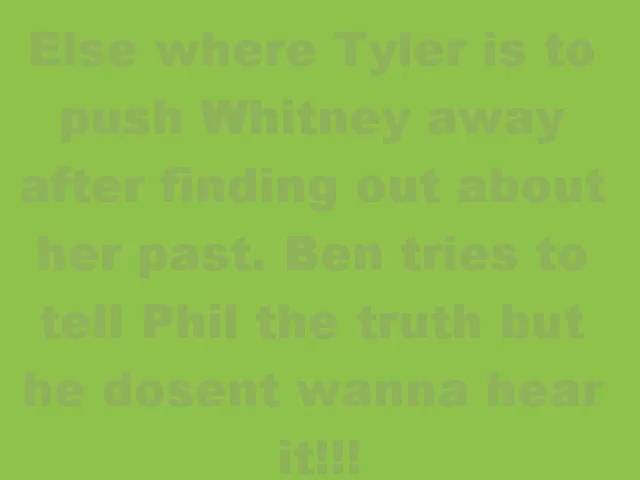 Else where Tyler is to
push Whitney away
after finding out about
her past. Ben tries to
tell Phil the truth but
he dosent wanna hear
it!!!